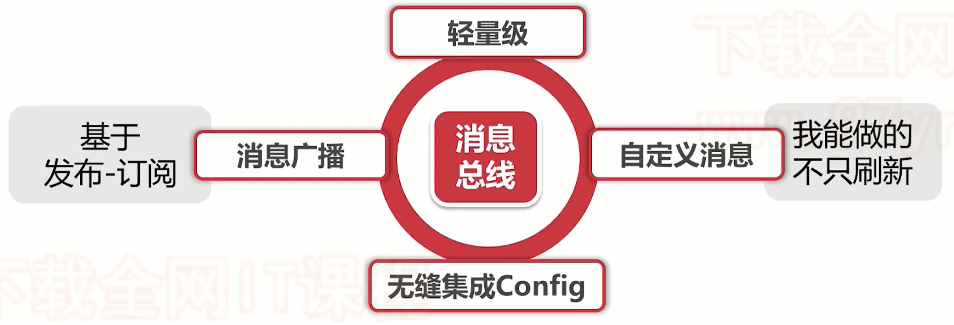 轻量级
基于
发布-订阅
消息广播
消息
总线
自定义消息
我能做的
不只刷新
无缝集成Config
下载全网
下载全网IT课